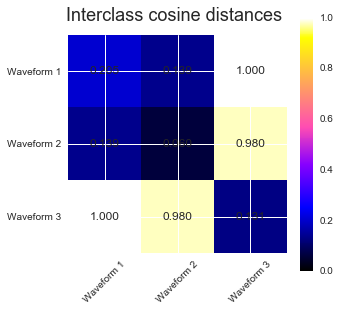 Interclass cosine distances
Waveform 1
1.000
Waveform 2
0.980
Waveform 3
1.000 0.980
Waveform 1 Waveform 2 Waveform 3
1.0
0.8
0.6
0.4
0.2
0.0